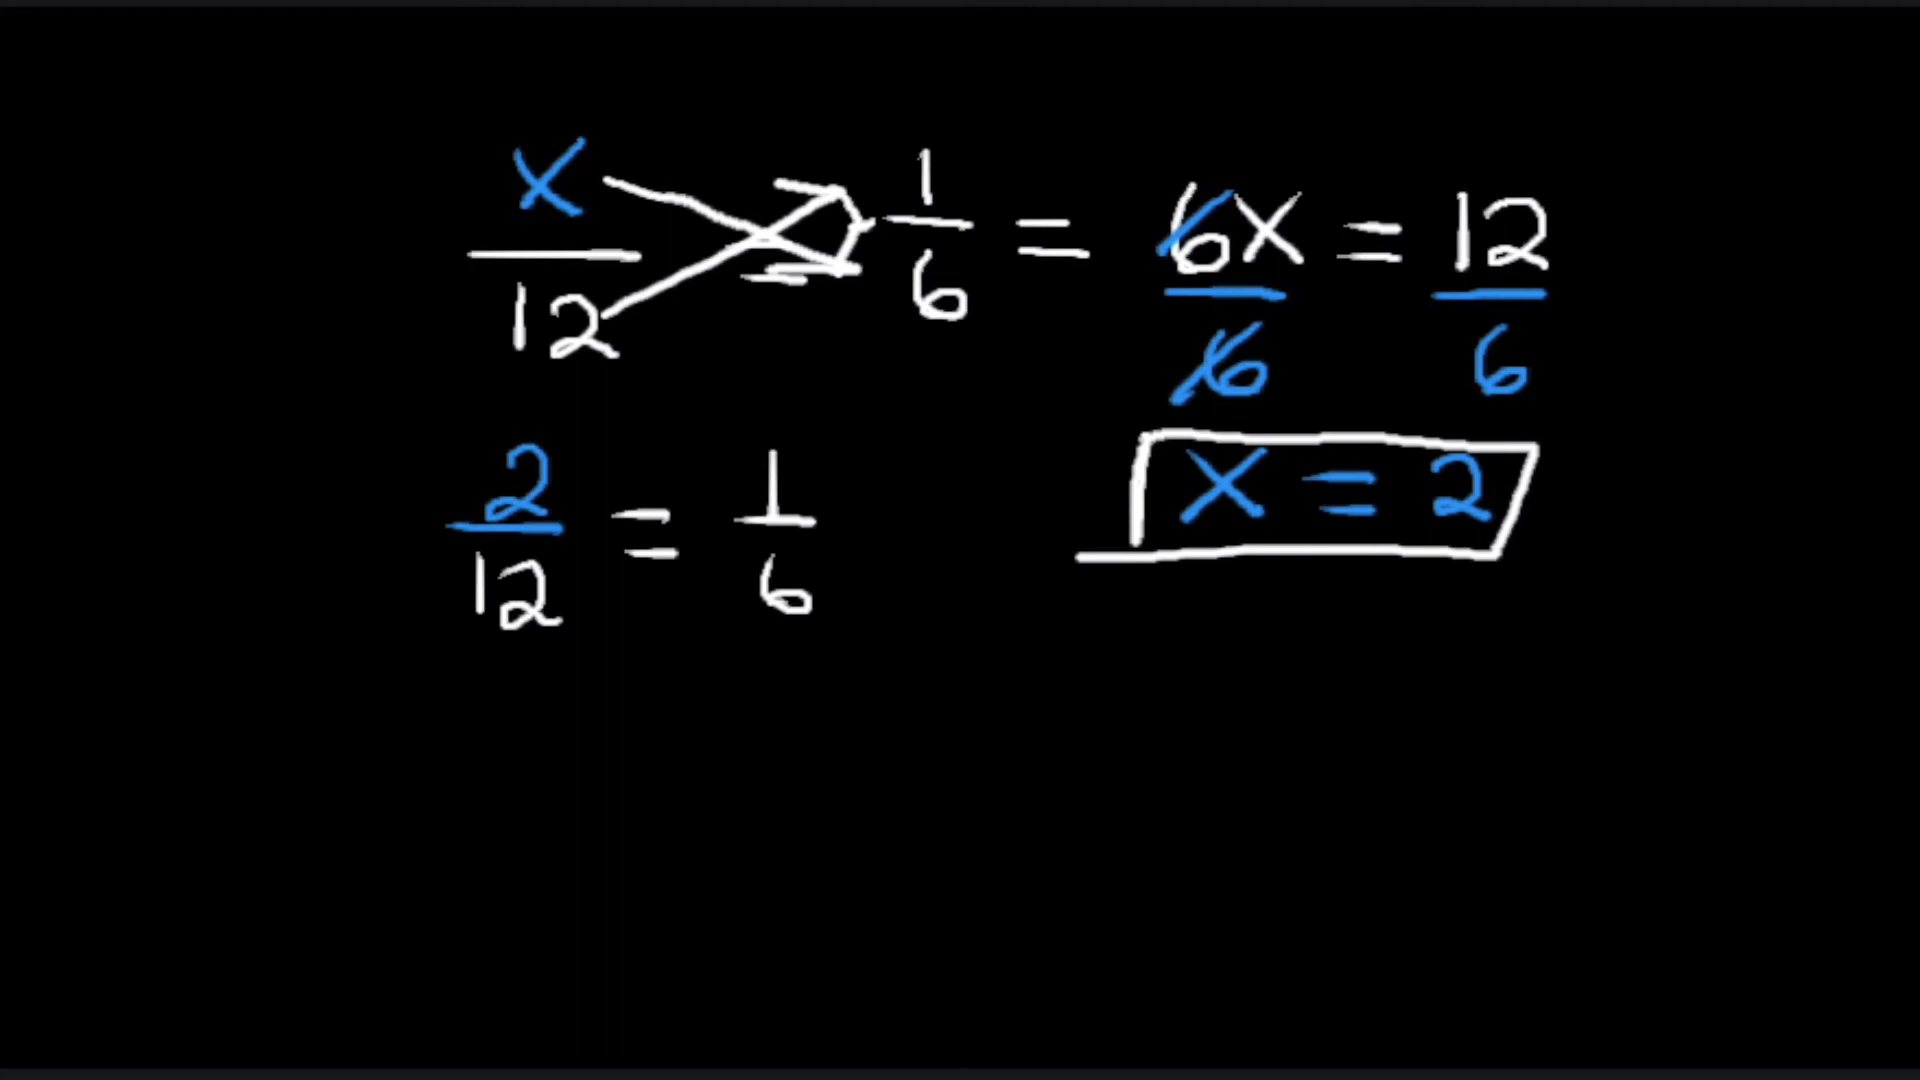 x/12 = 1/6 = 6x/6 = 12/6
x = 2
2/12 = 1/6